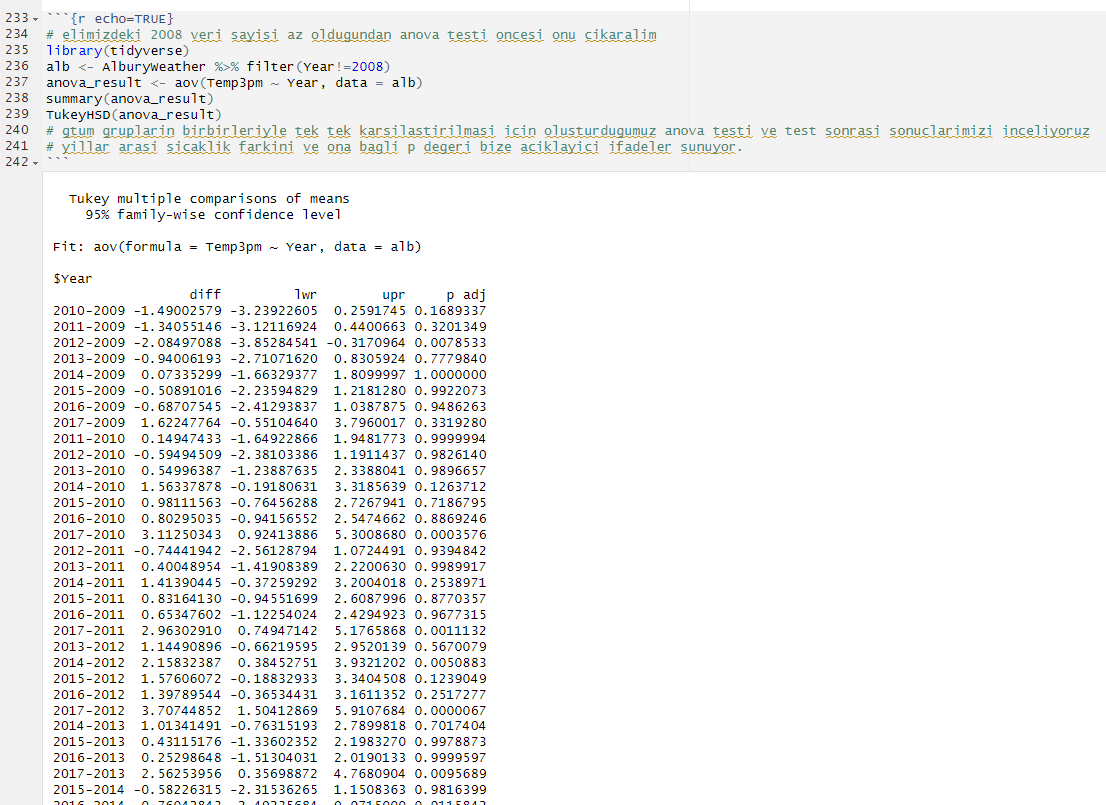 233 ```{r echo=TRUE}
234 # elimizdeki 2008 veri sayisi az oldugundan anova testi oncesi onu cikaralim
235 library(tidyverse)
236 alb <- AlburyWeather %>% filter(Year!=2008)
237 anova_result <- aov(Temp3pm ~ Year, data = alb)
238 summary(anova_result)
239 TukeyHSD(anova_result)
240 # gtum gruplarin birbirleriyle tek tek karsilastirilmasi icin olusturdugumuz anova testi ve test sonrasi sonuclarimizi inceliyoruz
241 # yillar arasi sicaklik farkini ve ona bagli p degeri bize aciklayici ifadeler sunuyor.
242 ```
Tukey multiple comparisons of means
95% family-wise confidence level
Fit: aov(formula = Temp3pm ~ Year, data = alb)
$Year
diff lwr upr p adj
2010-2009 -1.49002579 -3.23922605 0.2591745 0.1689337
2011-2009 -1.34055146 -3.12116924 0.4400663 0.3201349
2012-2009 -2.08497088 -3.85284541 -0.3170964 0.0078533
2013-2009 -0.94006193 -2.71071620 0.8305924 0.7779840
2014-2009 0.07335299 -1.66329377 1.8099997 1.0000000
2015-2009 -0.50891016 -2.23594829 1.2181280 0.9922073
2016-2009 -0.68707545 -2.41293837 1.0387875 0.9486263
2017-2009 1.62247764 -0.55104640 3.7960017 0.3319280
2011-2010 0.14947433 -1.64922866 1.9481773 0.9999994
2012-2010 -0.59494509 -2.38103386 1.1911437 0.9826140
2013-2010 0.54996387 -1.23887635 2.3388041 0.9896657
2014-2010 1.56337878 -0.19180631 3.3185639 0.1263712
2015-2010 0.98111563 -0.76456288 2.7267941 0.7186795
2016-2010 0.80295035 -0.94156552 2.5474662 0.8869246
2017-2010 3.11250343 0.92413886 5.3008680 0.0003576
2012-2011 -0.74441942 -2.56128794 1.0724491 0.9394842
2013-2011 0.40048954 -1.41908389 2.2200630 0.9989917
2014-2011 1.41390445 -0.37259292 3.2004018 0.2538971
2015-2011 0.83164130 -0.94551699 2.6087996 0.8770357
2016-2011 0.65347602 -1.12254024 2.4294923 0.9677315
2017-2011 2.96302910 0.74947142 5.1765868 0.0011132
2013-2012 1.14490896 -0.66219595 2.9520139 0.5670079
2014-2012 2.15832387 0.38452751 3.9321202 0.0050883
2015-2012 1.57606072 -0.18832933 3.3404508 0.1239049
2016-2012 1.39789544 -0.36534431 3.1611352 0.2517277
2017-2012 3.70744852 1.50412869 5.9107684 0.0000067
2014-2013 1.01341491 -0.76315193 2.7899818 0.7017404
2015-2013 0.43115176 -1.33602352 2.1983270 0.9978873
2016-2013 0.25298648 -1.51304031 2.0190133 0.9999597
2017-2013 2.56253956 0.35698872 4.7680904 0.0095689
2015-2014 -0.58226315 -2.31536265 1.1508363 0.9816399